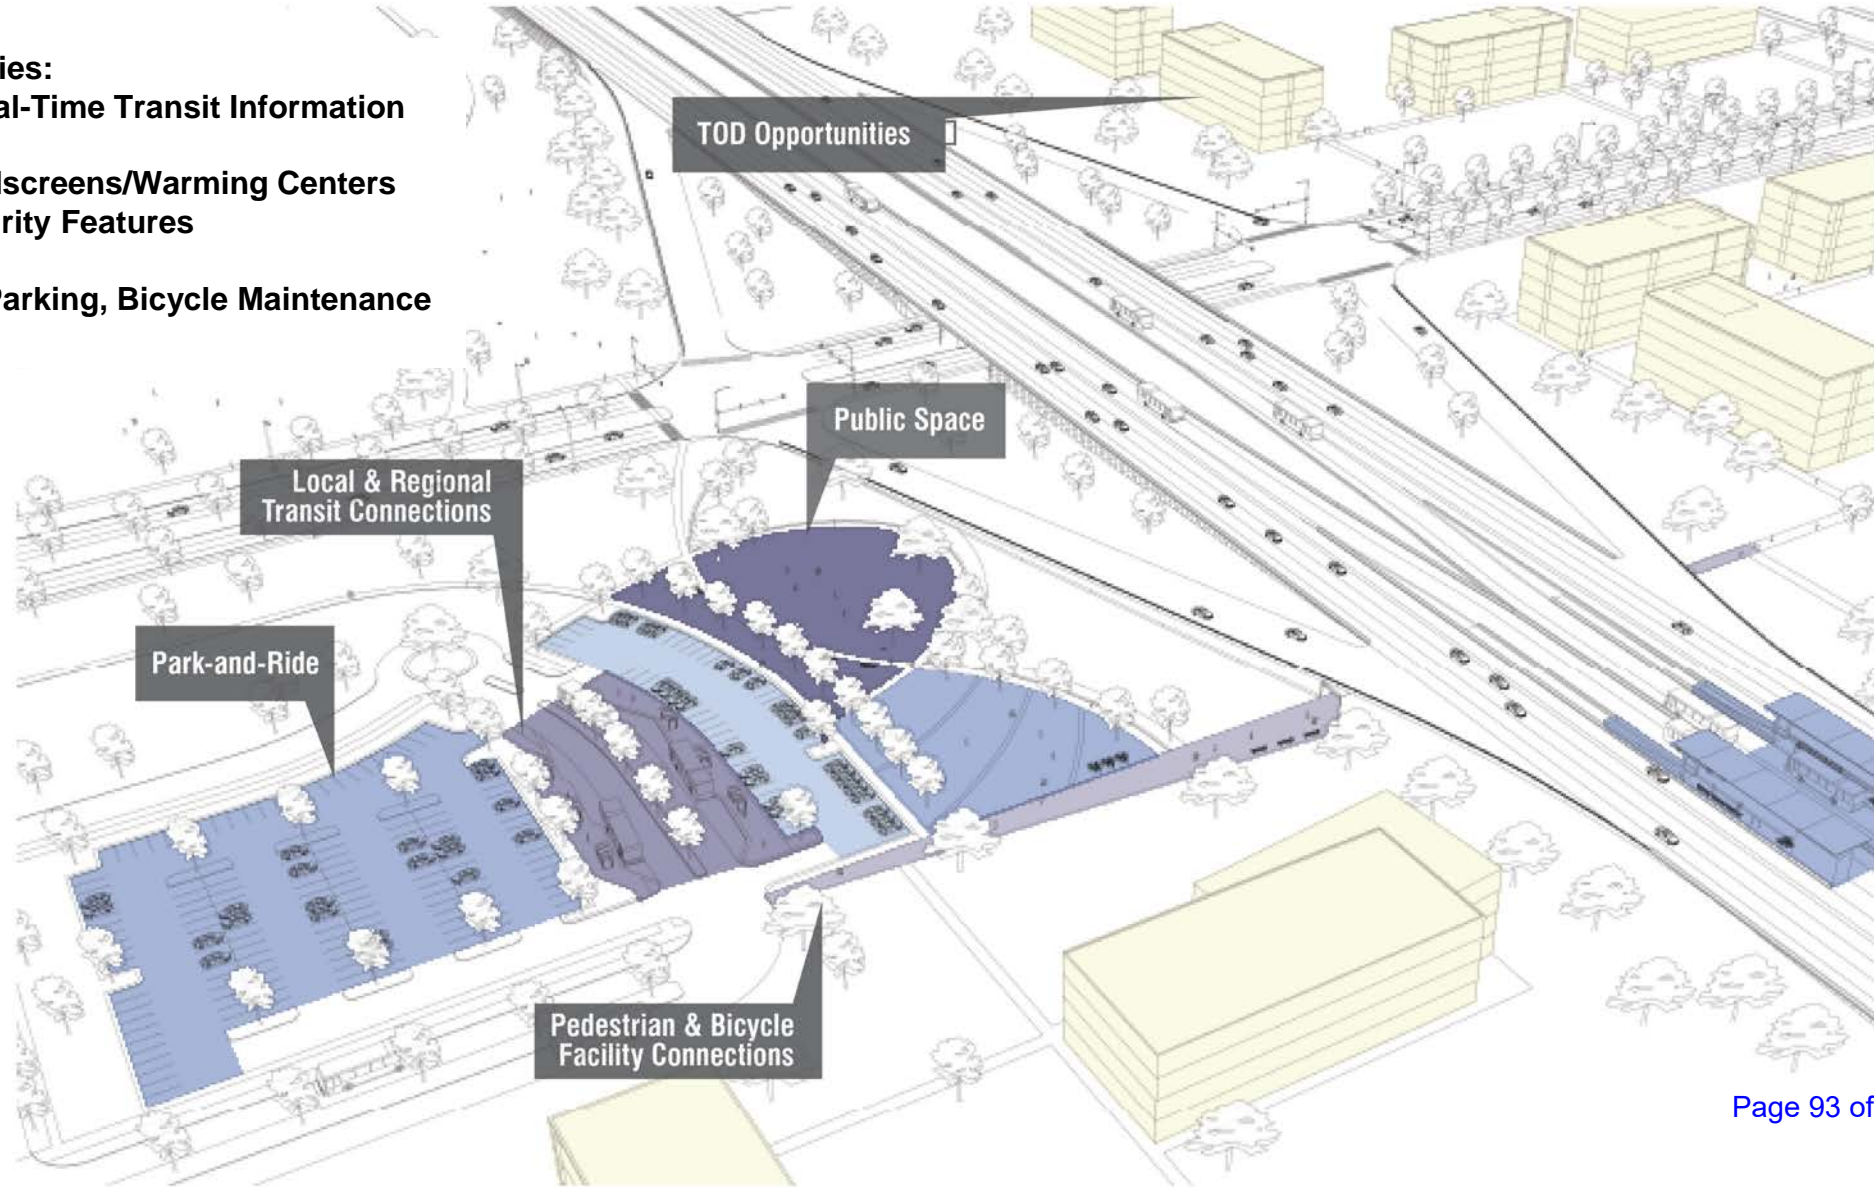 ies:
al-Time Transit Information
dscreens/Warming Centers
rity Features
Parking, Bicycle Maintenance
TOD Opportunities
Public Space
Local & Regional
Transit Connections
Park-and-Ride
Pedestrian & Bicycle
Facility Connections
Page 93 of